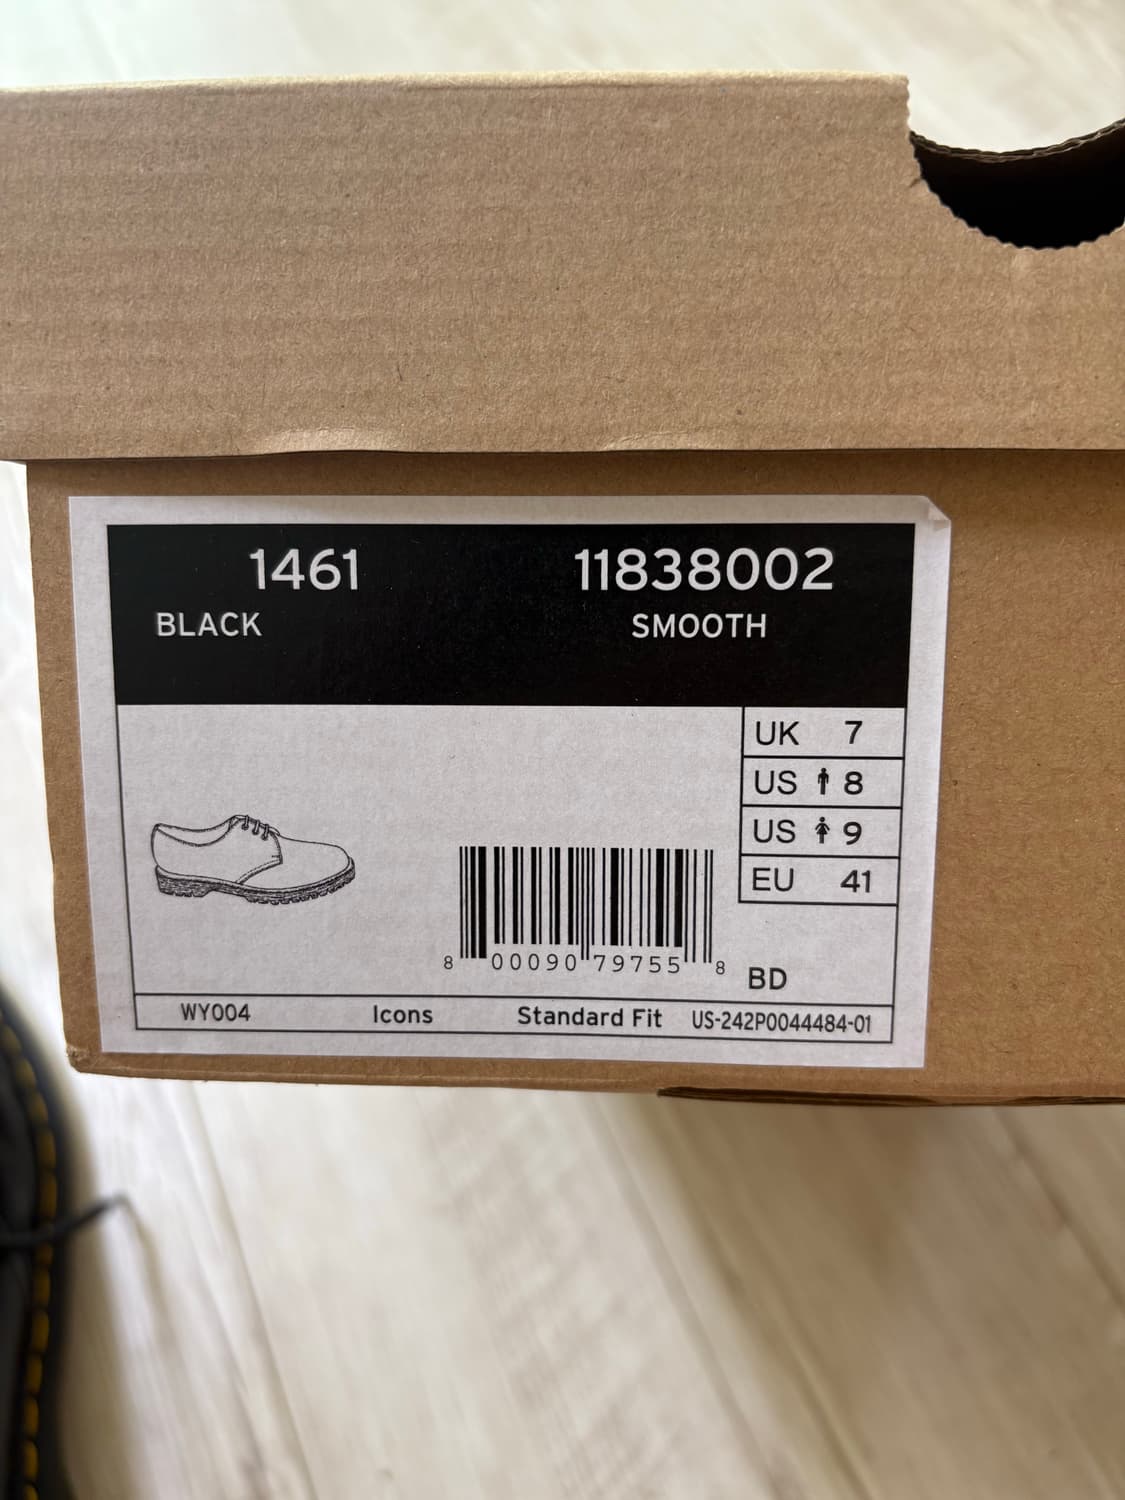 1461 11838002
BLACK SMOOTH
UK 7
US 8
US 9
EU 41
8 00090 79755 8
BD
WY004 Icons Standard Fit US-242P0044484-01